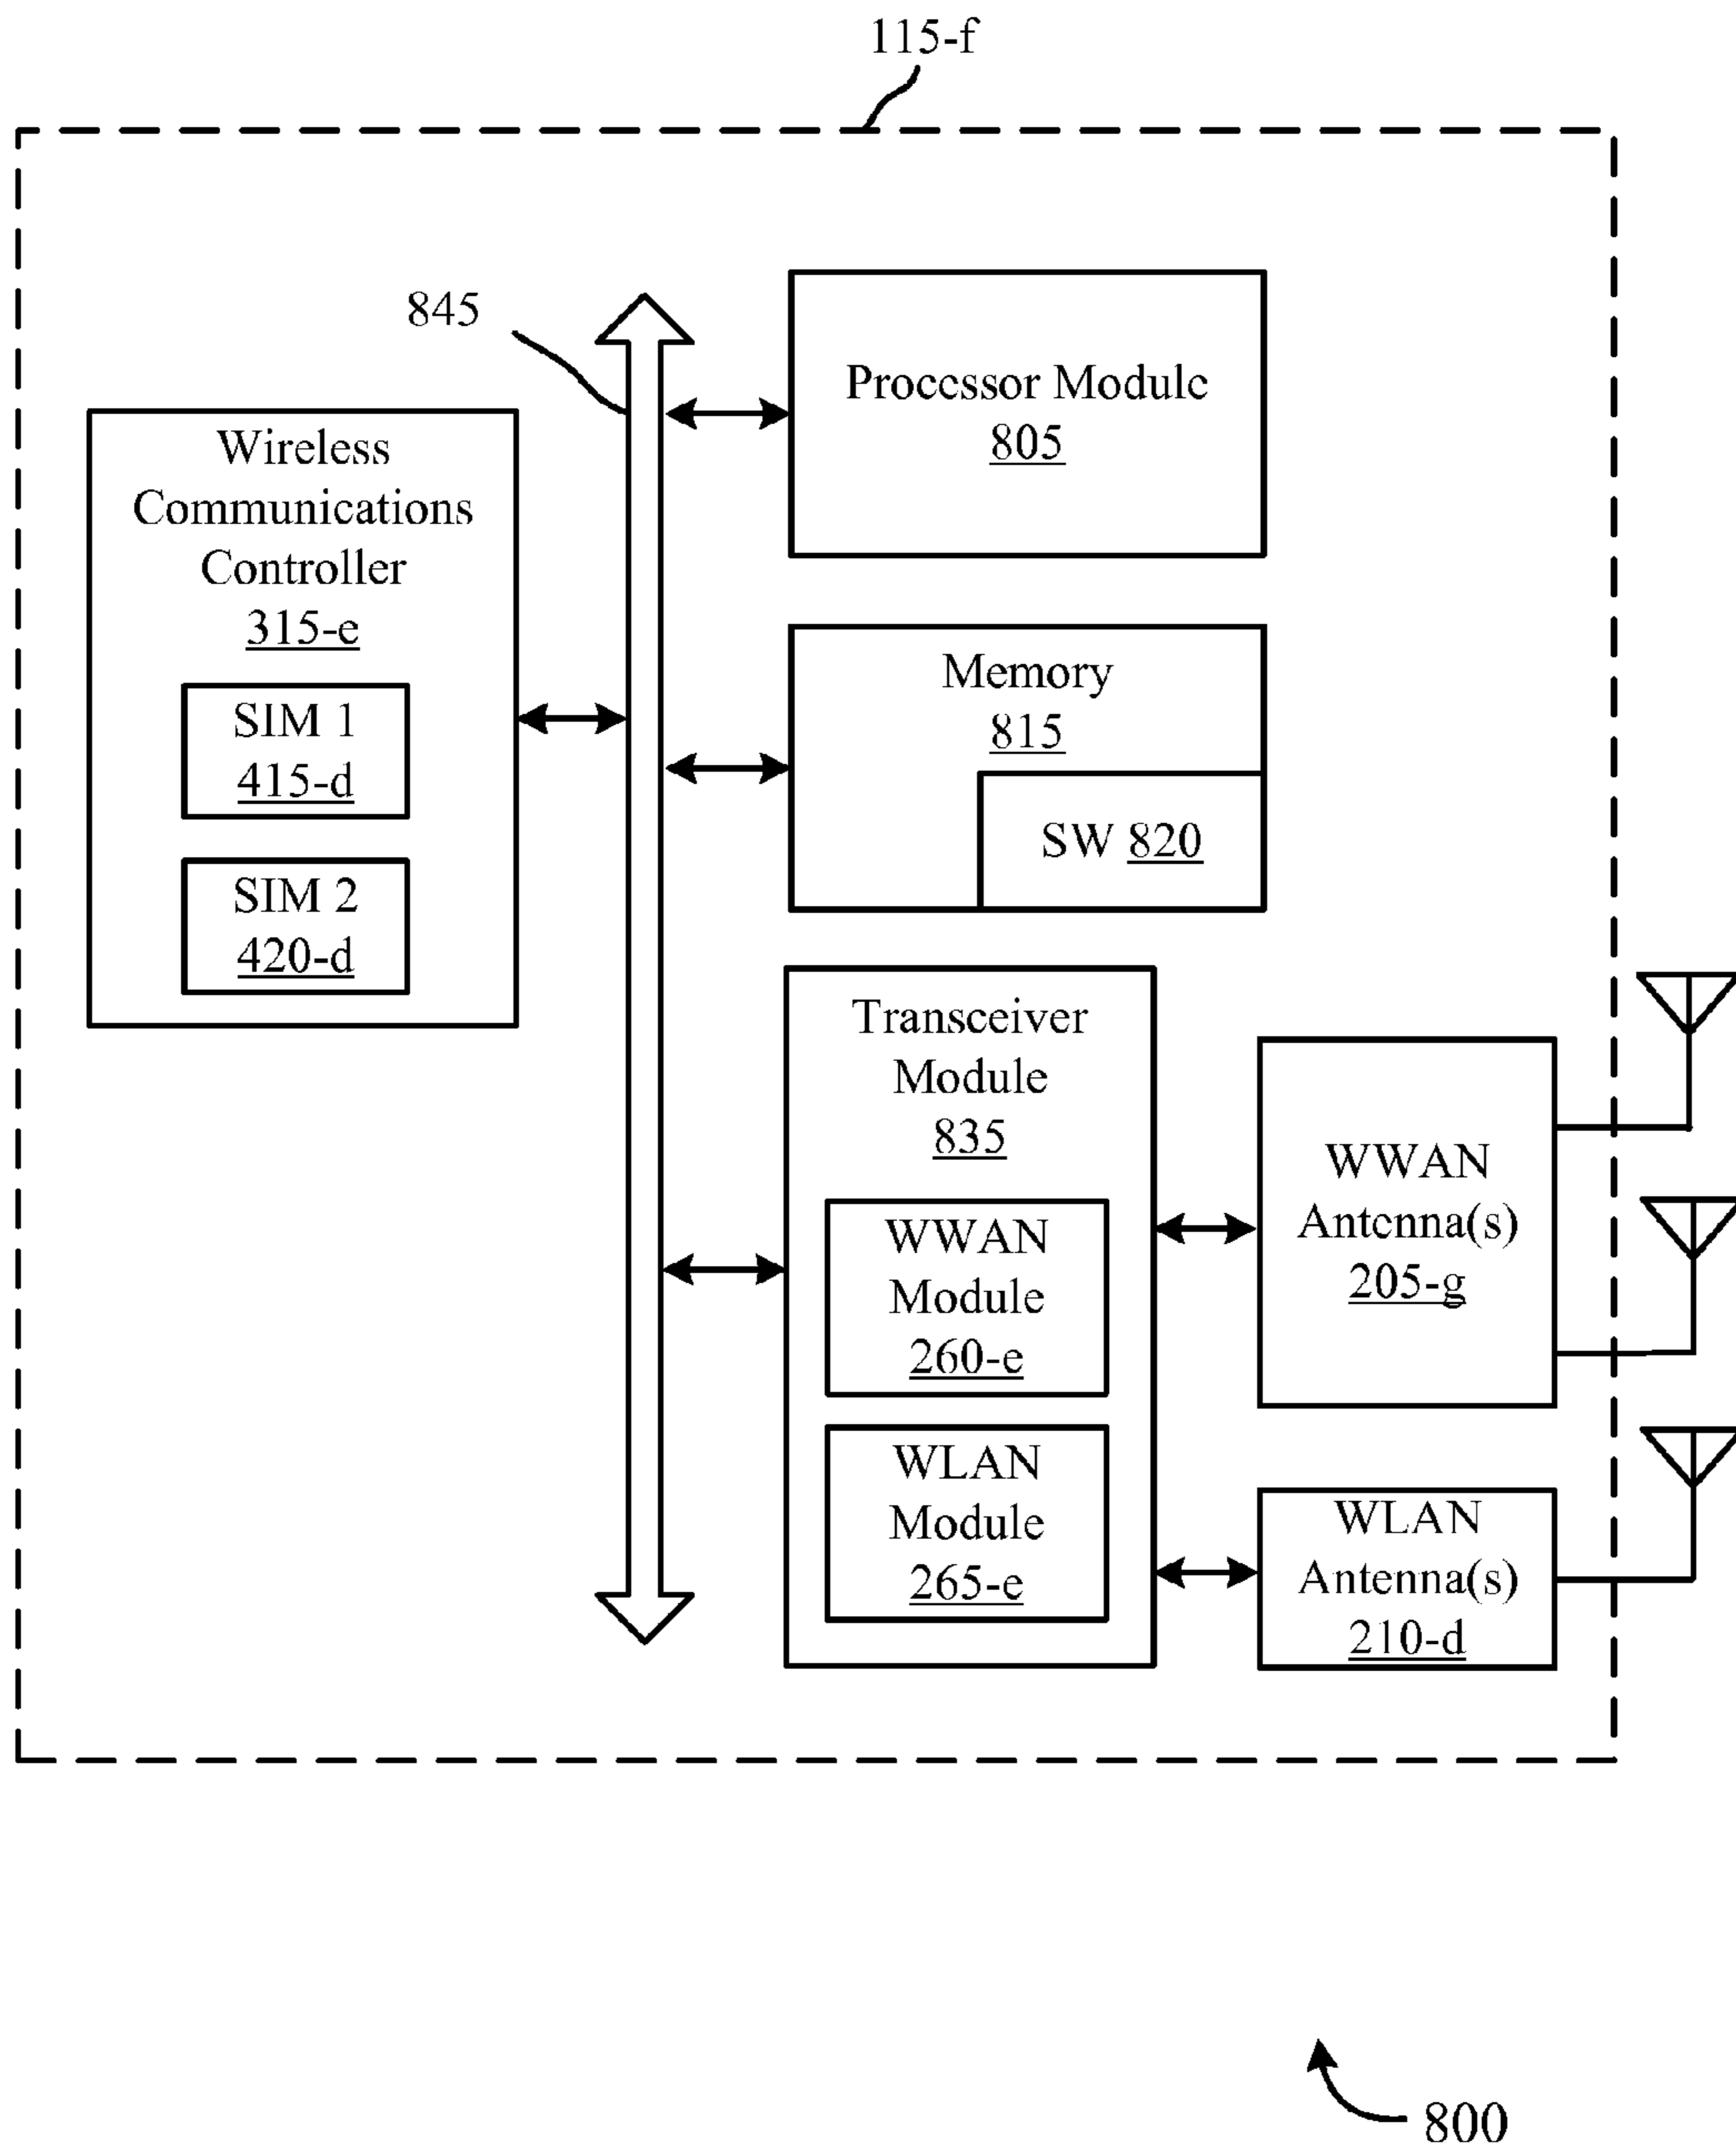 115-f
845
Processor Module
805
Wireless
Communications
Controller
315-e
SIM 1
415-d
SIM 2
420-d
Memory
815
SW 820
Transceiver
Module
835
WWAN
Module
260-e
WLAN
Module
265-e
WWAN
Antenna(s)
205-g
WLAN
Antenna(s)
210-d
800